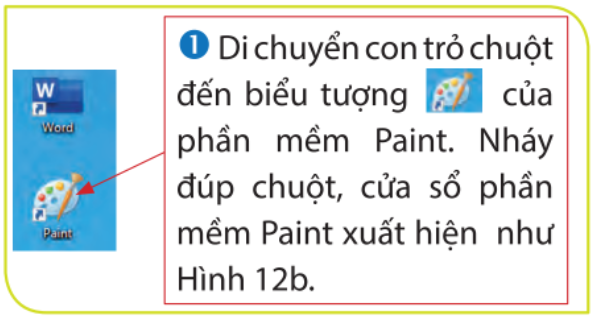 Word
Paint
❶ Di chuyển con trỏ chuột
đến biểu tượng của
phần mềm Paint. Nháy
đúp chuột, cửa sổ phần
mềm Paint xuất hiện như
Hình 12b.